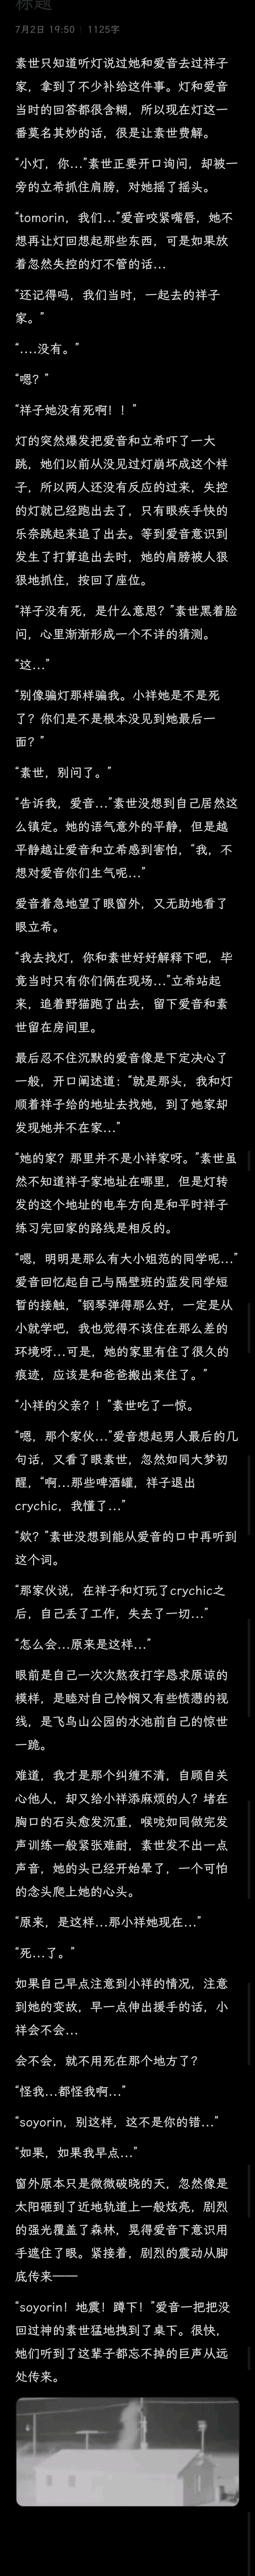 标题
7月2日 19:50 | 1125字
素世只知道听灯说过她和爱音去过祥子
家，拿到了不少补给这件事。灯和爱音
当时的回答都很含糊，所以现在灯这一
番莫名其妙的话，很是让素世费解。
“小灯，你...”素世正要开口询问，却被一
旁的立希抓住肩膀，对她摇了摇头。
“tomorin，我们...”爱音咬紧嘴唇，她不
想再让灯回想起那些东西，可是如果放
着忽然失控的灯不管的话...
“还记得吗，我们当时，一起去的祥子
家。”
“....没有。”
“嗯？”
“祥子她没有死啊！！”
灯的突然爆发把爱音和立希吓了一大
跳，她们以前从没见过灯崩坏成这个样
子，所以两人还没有反应的过来，失控
的灯就已经跑出去了，只有眼疾手快的
乐奈跳起来追了出去。等到爱音意识到
发生了打算追出去时，她的肩膀被人狠
狠地抓住，按回了座位。
“祥子没有死，是什么意思？”素世黑着脸
问，心里渐渐形成一个不详的猜测。
“这...”
“别像骗灯那样骗我。小祥她是不是死
了？你们是不是根本没见到她最后一
面？”
“素世，别问了。”
“告诉我，爱音...”素世没想到自己居然这
么镇定。她的语气意外的平静，但是越
平静越让爱音和立希感到害怕，“我，不
想对爱音你们生气呢...”
爱音着急地望了眼窗外，又无助地看了
眼立希。
“我去找灯，你和素世好好解释下吧，毕
竟当时只有你们俩在现场...”立希站起
来，追着野猫跑了出去，留下爱音和素
世留在房间里。
最后忍不住沉默的爱音像是下定决心了
一般，开口阐述道：“就是那头，我和灯
顺着祥子给的地址去找她，到了她家却
发现她并不在家...”
“她的家？那里并不是小祥家呀。”素世虽
然不知道祥子家地址在哪里，但是灯转
发的这个地址的电车方向是和平时祥子
练习完回家的路线是相反的。
“嗯，明明是那么有大小姐范的同学呢...”
爱音回忆起自己与隔壁班的蓝发同学短
暂的接触，“钢琴弹得那么好，一定是从
小就学吧，我也觉得不该住在那么差的
环境呀...可是，她的家里有住了很久的
痕迹，应该是和爸爸搬出来住了。”
“小祥的父亲？！”素世吃了一惊。
“嗯，那个家伙...”爱音想起男人最后的几
句话，又看了眼素世，忽然如同大梦初
醒，“啊...那些啤酒罐，祥子退出
crychic，我懂了...”
“欸？”素世没想到能从爱音的口中再听到
这个词。
“那家伙说，在祥子和灯玩了crychic之
后，自己丢了工作，失去了一切...”
“怎么会...原来是这样...”
眼前是自己一次次熬夜打字恳求原谅的
模样，是睦对自己怜悯又有些愤懑的视
线，是飞鸟山公园的水池前自己的惊世
一跪。
难道，我才是那个纠缠不清，自顾自关
心他人，却又给小祥添麻烦的人？堵在
胸口的石头愈发沉重，喉咙如同做完发
声训练一般紧张难耐，素世发不出一点
声音，她的头已经开始晕了，一个可怕
的念头爬上她的心头。
“原来，是这样...那小祥她现在...”
“死...了。”
如果自己早点注意到小祥的情况，注意
到她的变故，早一点伸出援手的话，小
祥会不会...
会不会，就不用死在那个地方了？
“怪我...都怪我啊...”
“soyorin，别这样，这不是你的错...”
“如果，如果我早点...”
窗外原本只是微微破晓的天，忽然像是
太阳砸到了近地轨道上一般炫亮，剧烈
的强光覆盖了森林，晃得爱音下意识用
手遮住了眼。紧接着，剧烈的震动从脚
底传来——
“soyorin！地震！蹲下！”爱音一把把没
回过神的素世猛地拽到了桌下。很快，
她们听到了这辈子都忘不掉的巨声从远
处传来。